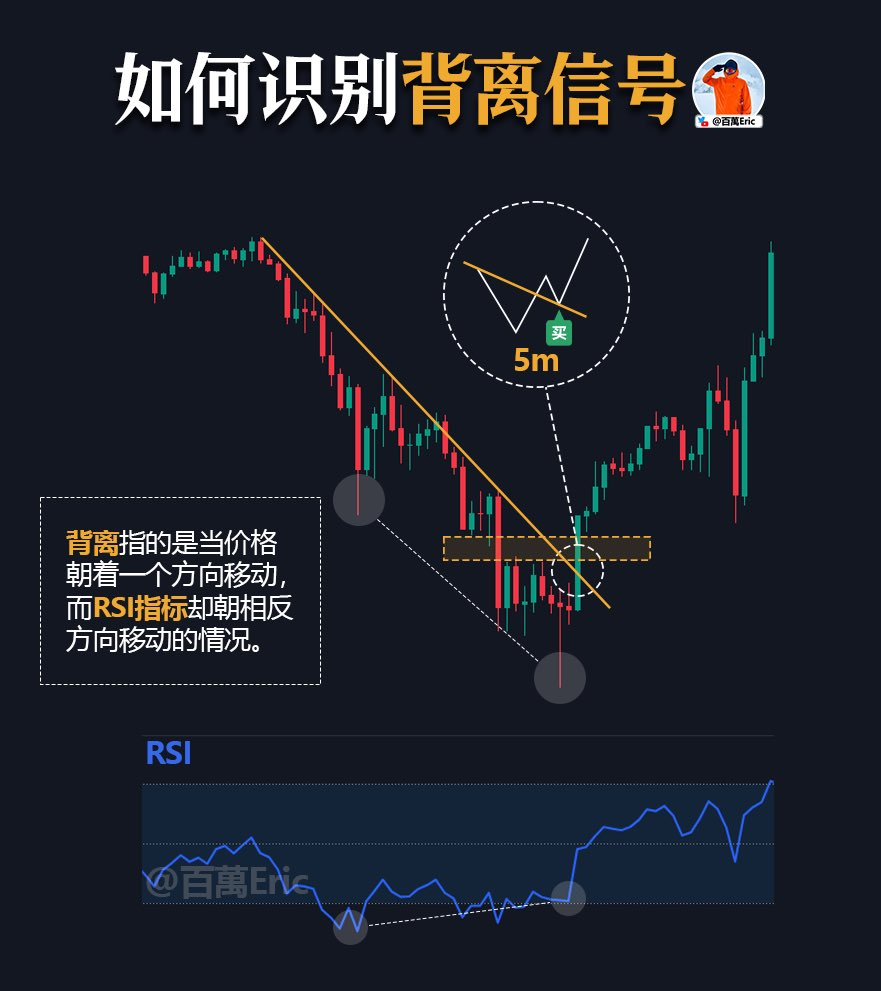 如何识别背离信号
@百萬Eric
买
5m
背离指的是当价格
朝着一个方向移动,
而RSI指标却朝相反
方向移动的情况。
RSI
@百萬Eric